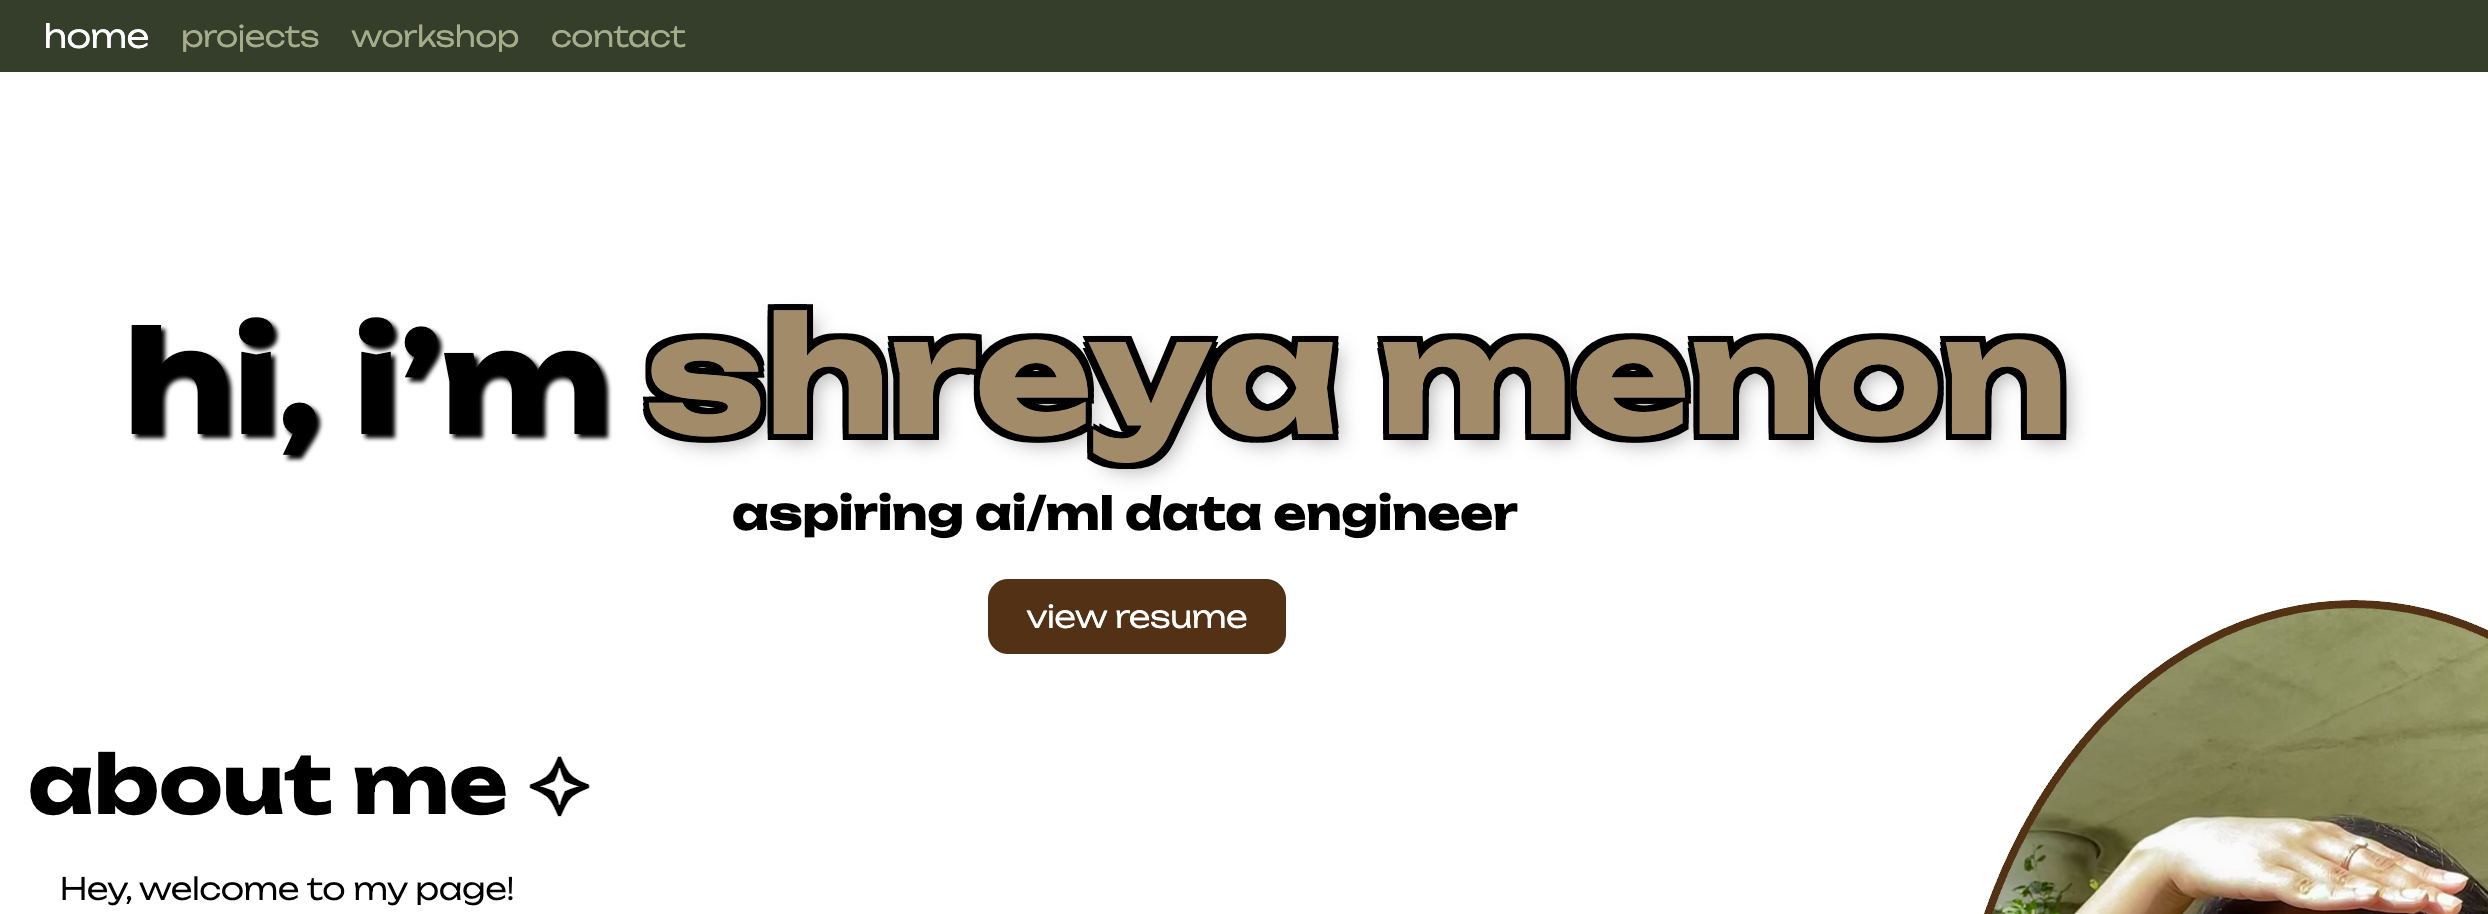 home projects workshop contact
hi, i’m shreya menon
aspiring ai/ml data engineer
view resume
about me ✧
Hey, welcome to my page!